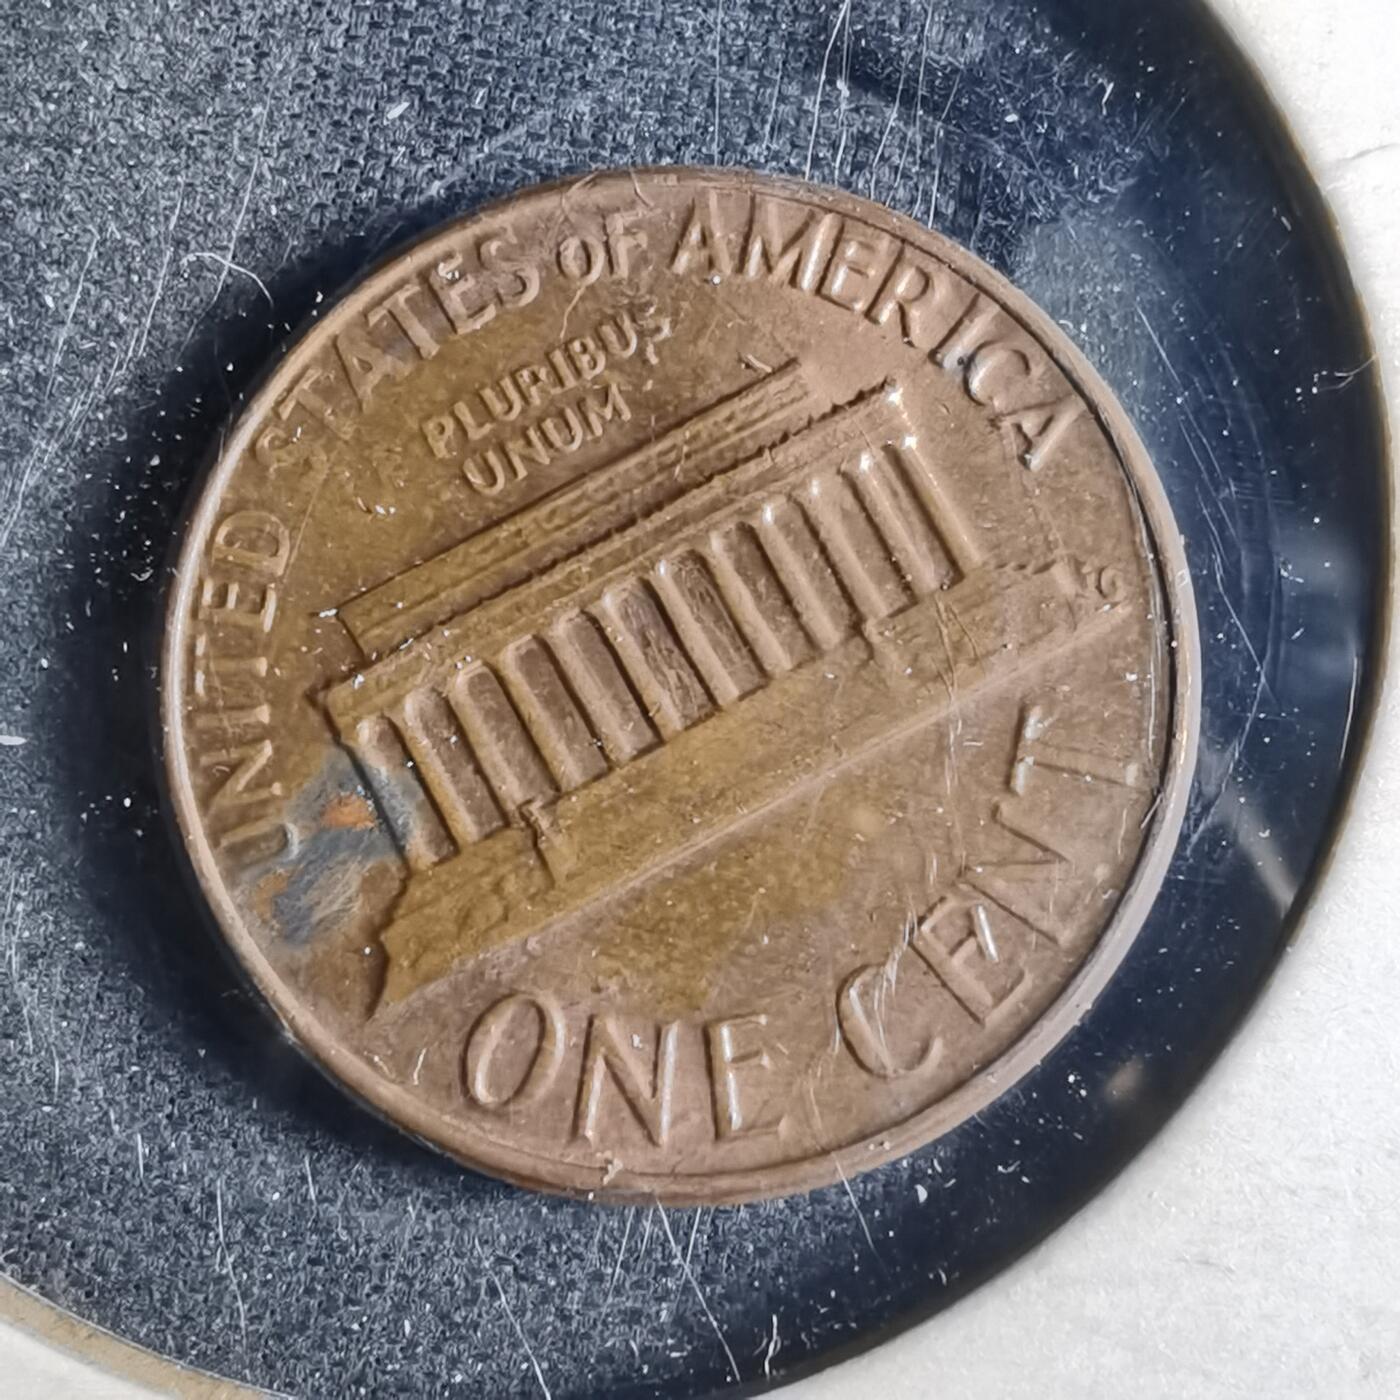 UNITED STATES OF AMERICA
PLURIBUS
UNUM
ONE CENT